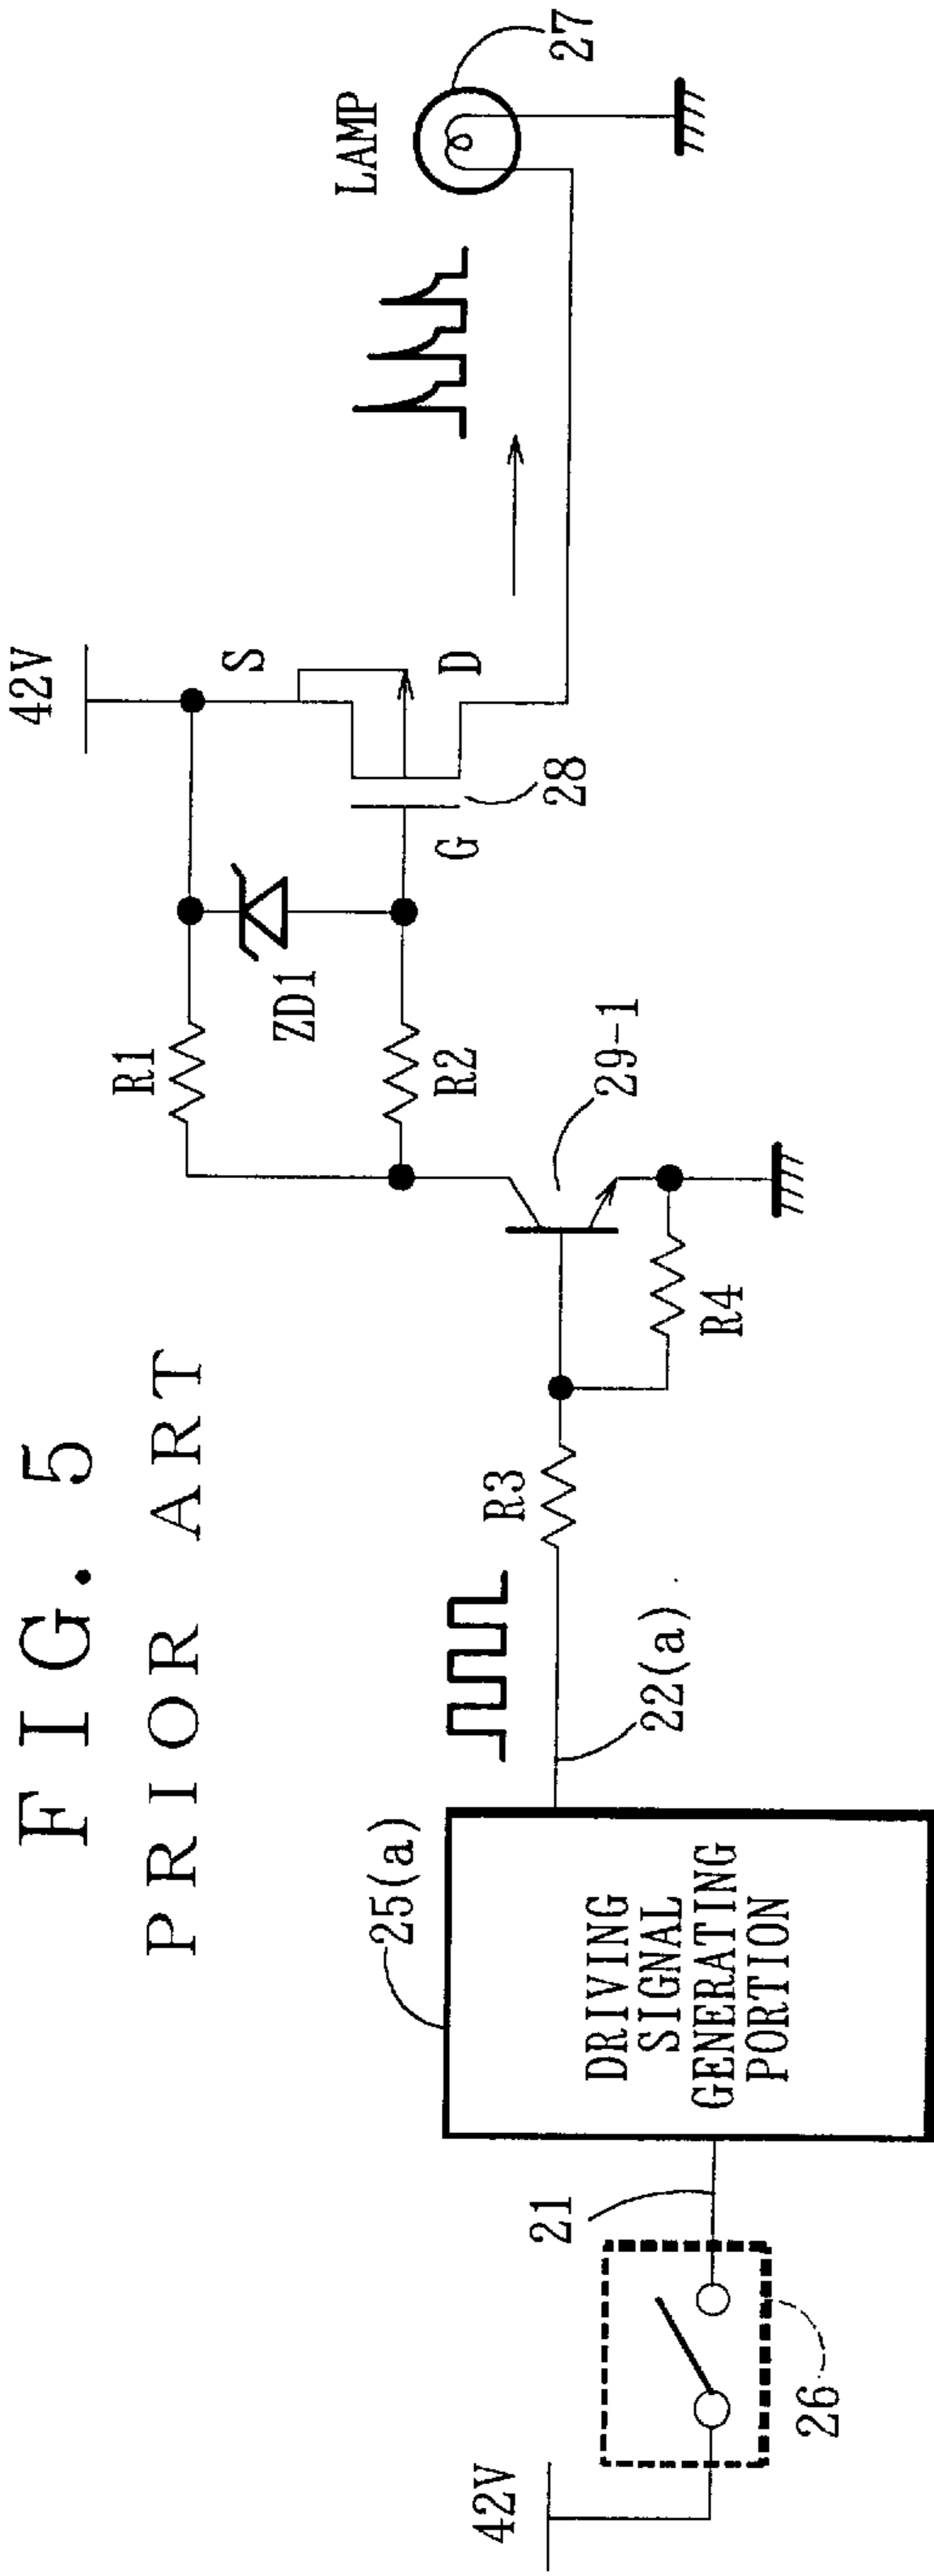 FIG. 5
PRIOR ART
42V
26
21
25(a)
DRIVING
SIGNAL
GENERATING
PORTION
22(a)
R3
R4
29-1
R1
R2
ZD1
42V
S
G
D
28
LAMP
27